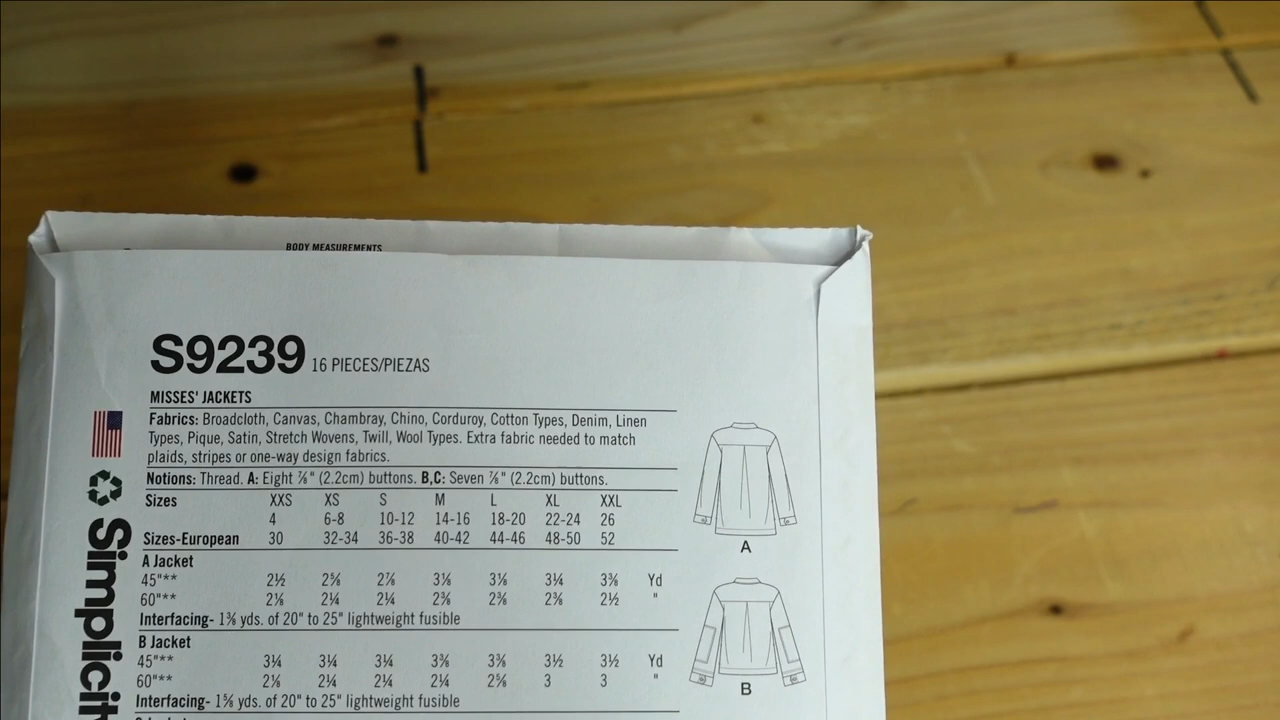 BODY MEASUREMENTS
S9239 16 PIECES/PIEZAS
MISSES' JACKETS
Fabrics: Broadcloth, Canvas, Chambray, Chino, Corduroy, Cotton Types, Denim, Linen
Types, Pique, Satin, Stretch Wovens, Twill, Wool Types. Extra fabric needed to match
plaids, stripes or one-way design fabrics.
Notions: Thread. A: Eight ⅞" (2.2cm) buttons. B,C: Seven ⅞" (2.2cm) buttons.
Sizes XXS XS S M L XL XXL
4 6-8 10-12 14-16 18-20 22-24 26
Sizes-European 30 32-34 36-38 40-42 44-46 48-50 52
A Jacket
45"** 2½ 2⅝ 2⅞ 3⅛ 3⅛ 3¼ 3⅜ Yd
60"** 2⅛ 2¼ 2¼ 2⅜ 2⅜ 2⅜ 2½ "
Interfacing- 1⅜ yds. of 20" to 25" lightweight fusible
B Jacket
45"** 3¼ 3¼ 3¼ 3⅜ 3⅜ 3½ 3½ Yd
60"** 2⅛ 2¼ 2¼ 2¼ 2⅝ 3 3 "
Interfacing- 1⅝ yds. of 20" to 25" lightweight fusible
A
B
Simplicit